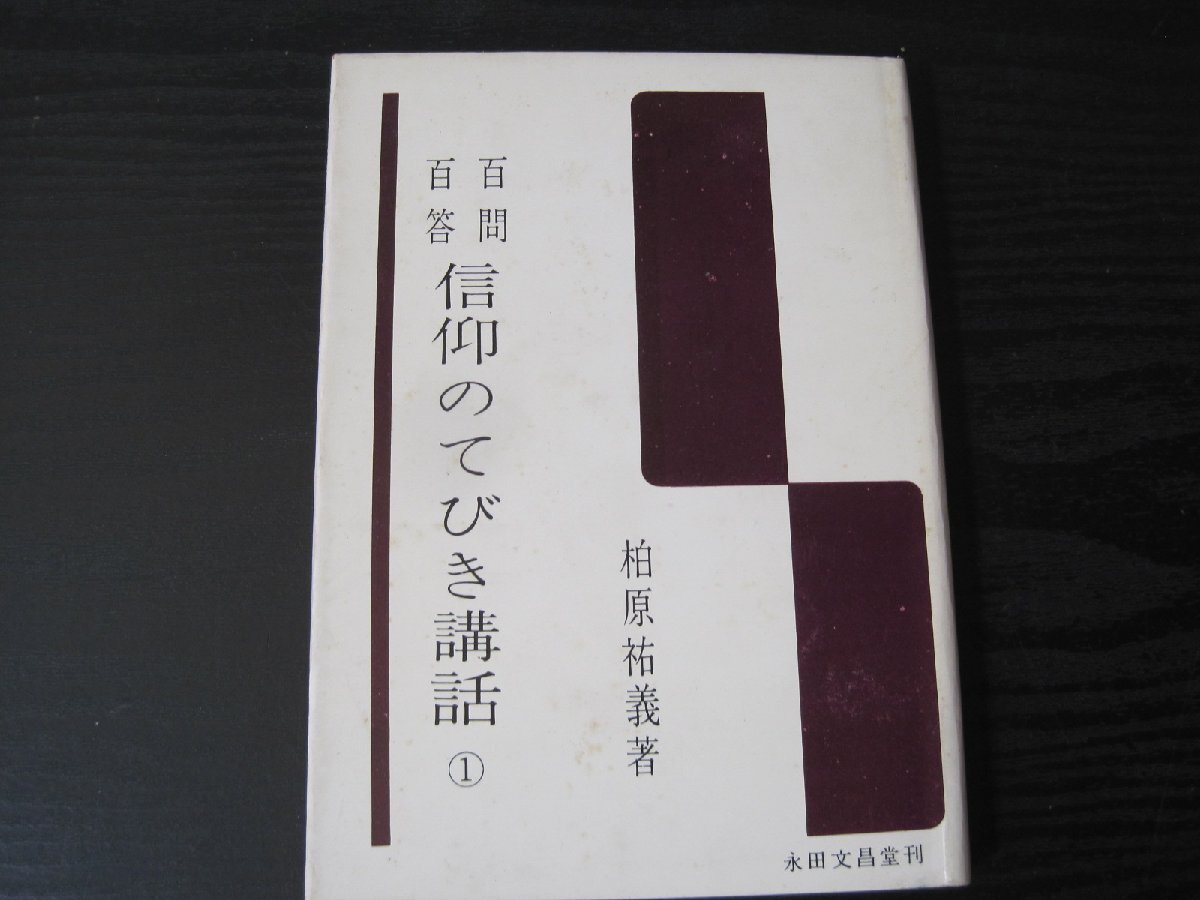 百問
百答
信仰のてびき講話①
柏原祐義著
永田文昌堂刊